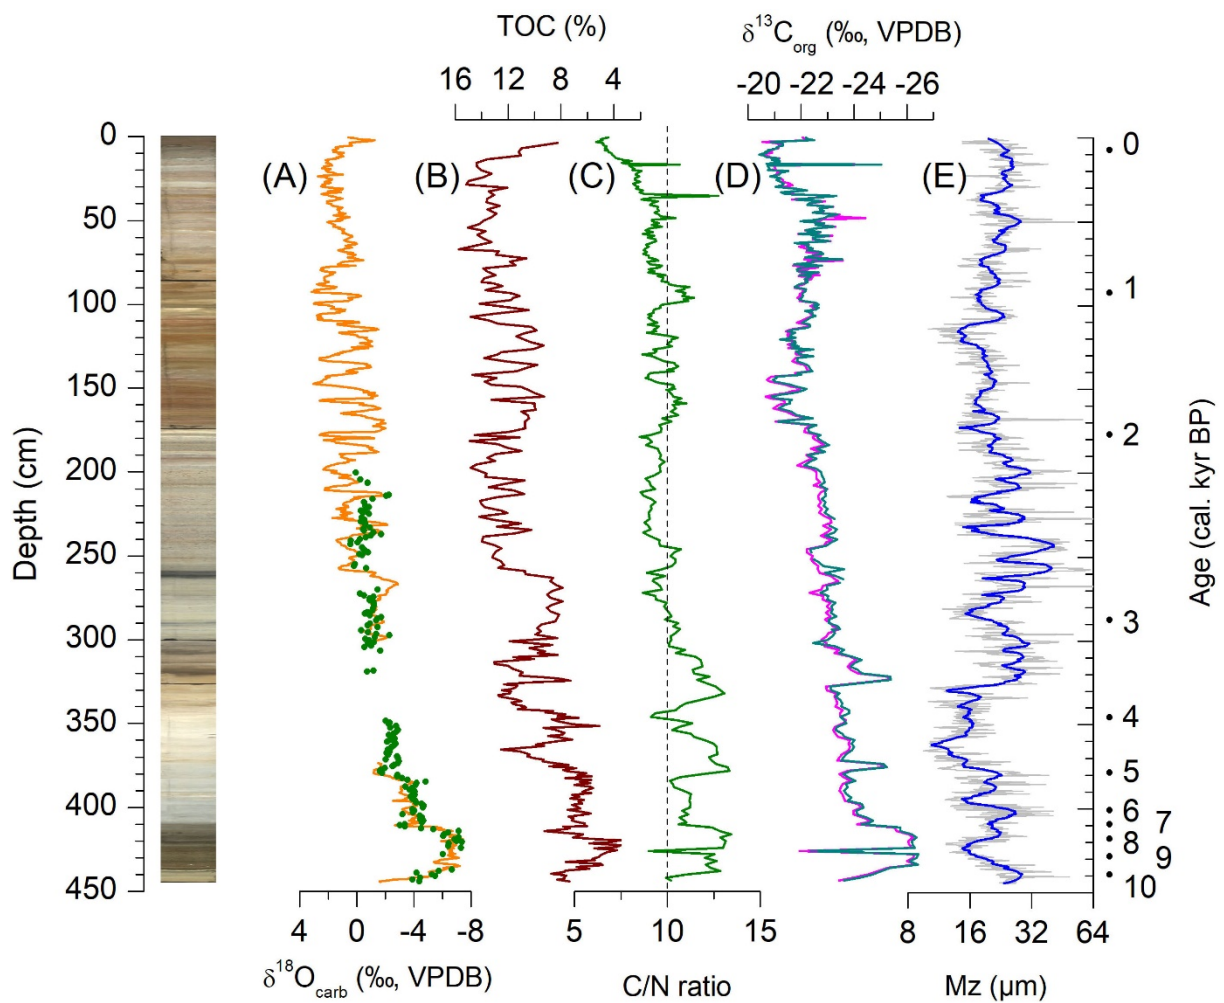 TOC (%)
16 12 8 4
δ13Corg (‰, VPDB)
-20 -22 -24 -26
0
50
100
150
200
250
300
350
400
450
Depth (cm)
(A) (B) (C) (D) (E)
0
1
2
3
4
5
6
7
8
9
10
Age (cal. kyr BP)
4 0 -4 -8
δ18Ocarb (‰, VPDB)
5 10 15
C/N ratio
8 16 32 64
Mz (µm)